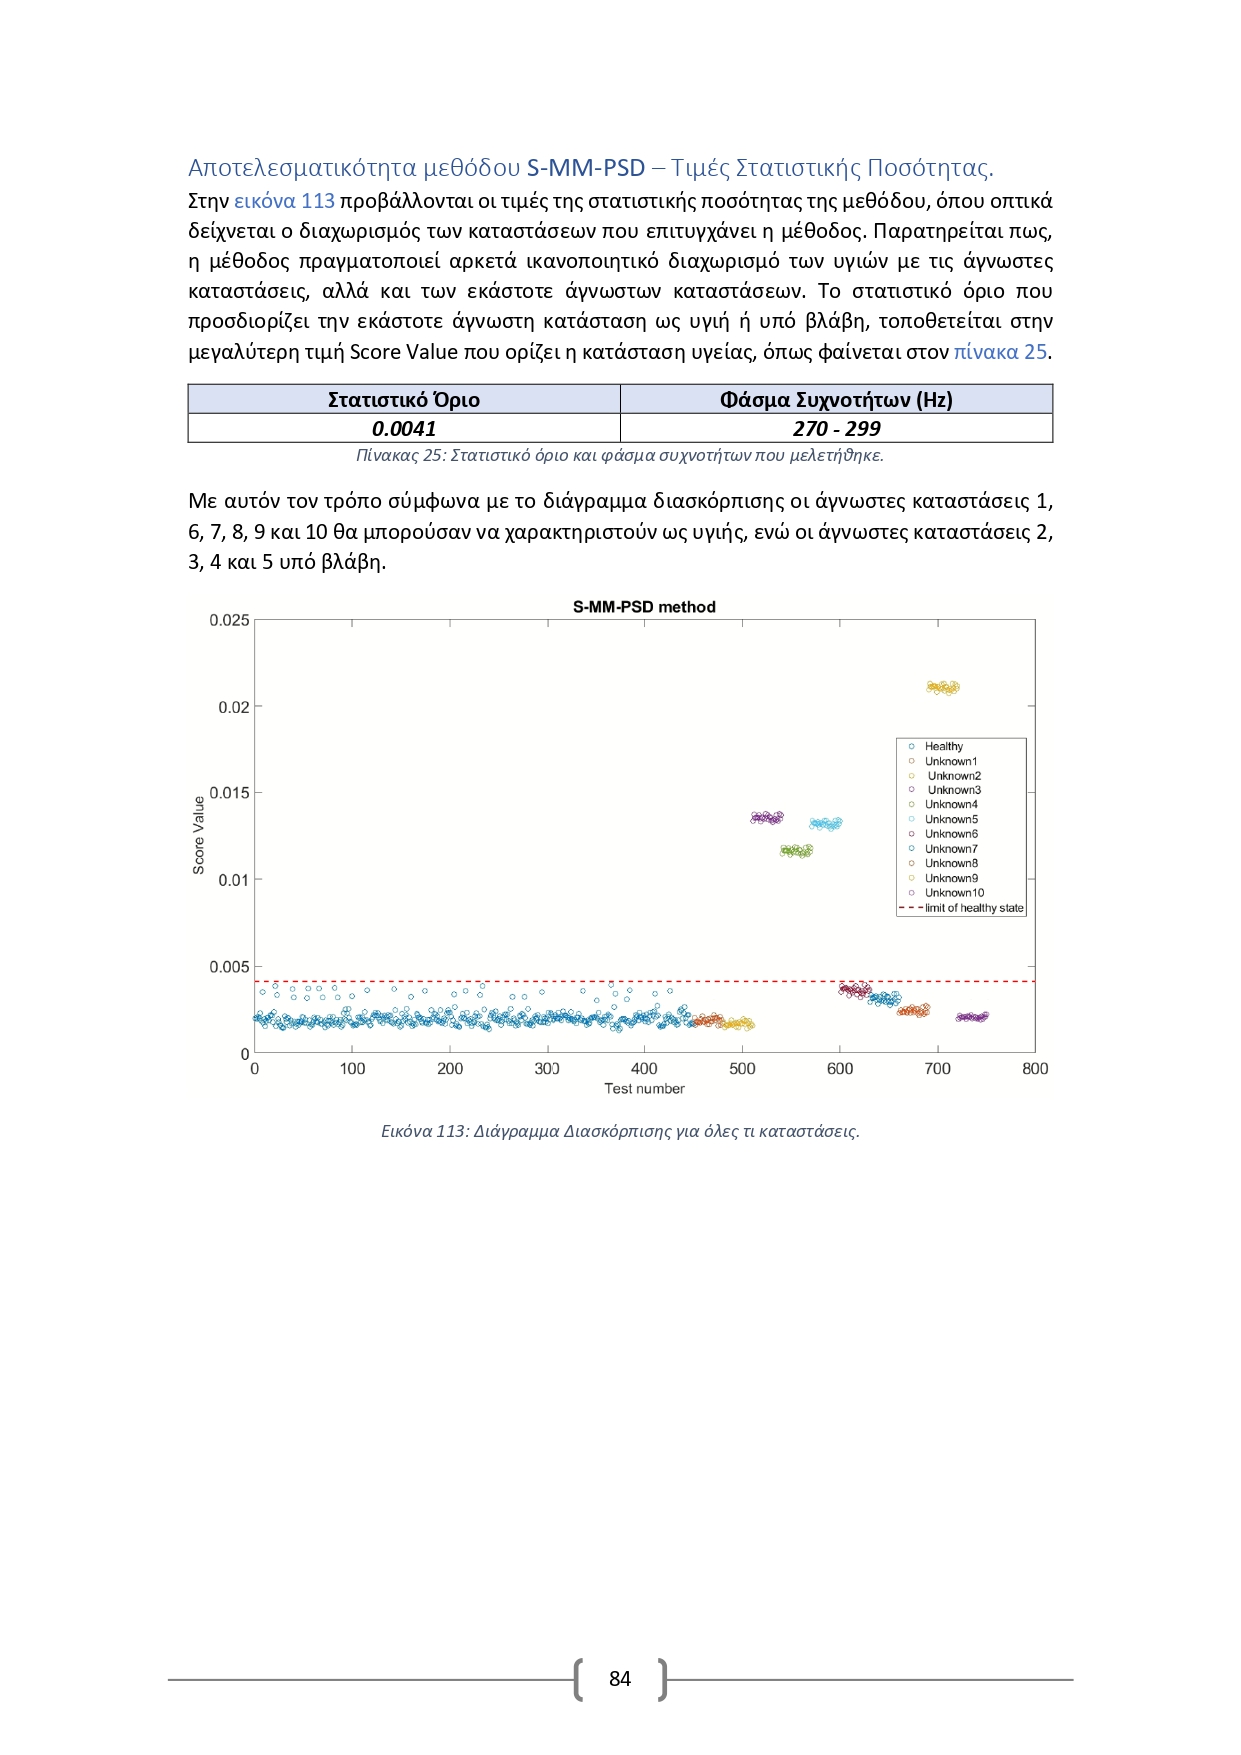 Αποτελεσματικότητα μεθόδου S-MM-PSD – Τιμές Στατιστικής Ποσότητας.
Στην εικόνα 113 προβάλλονται οι τιμές της στατιστικής ποσότητας της μεθόδου, όπου οπτικά
δείχνεται ο διαχωρισμός των καταστάσεων που επιτυγχάνει η μέθοδος. Παρατηρείται πως,
η μέθοδος πραγματοποιεί αρκετά ικανοποιητικό διαχωρισμό των υγιών με τις άγνωστες
καταστάσεις, αλλά και των εκάστοτε άγνωστων καταστάσεων. Το στατιστικό όριο που
προσδιορίζει την εκάστοτε άγνωστη κατάσταση ως υγιή ή υπό βλάβη, τοποθετείται στην
μεγαλύτερη τιμή Score Value που ορίζει η κατάσταση υγείας, όπως φαίνεται στον πίνακα 25.
Στατιστικό Όριο Φάσμα Συχνοτήτων (Hz)
0.0041 270 - 299
Πίνακας 25: Στατιστικό όριο και φάσμα συχνοτήτων που μελετήθηκε.
Με αυτόν τον τρόπο σύμφωνα με το διάγραμμα διασκόρπισης οι άγνωστες καταστάσεις 1,
6, 7, 8, 9 και 10 θα μπορούσαν να χαρακτηριστούν ως υγιής, ενώ οι άγνωστες καταστάσεις 2,
3, 4 και 5 υπό βλάβη.
S-MM-PSD method
0.025
0.02
0.015
0.01
0.005
0
Score Value
Healthy
Unknown1
Unknown2
Unknown3
Unknown4
Unknown5
Unknown6
Unknown7
Unknown8
Unknown9
Unknown10
limit of healthy state
0 100 200 300 400 500 600 700 800
Test number
Εικόνα 113: Διάγραμμα Διασκόρπισης για όλες τι καταστάσεις.
84